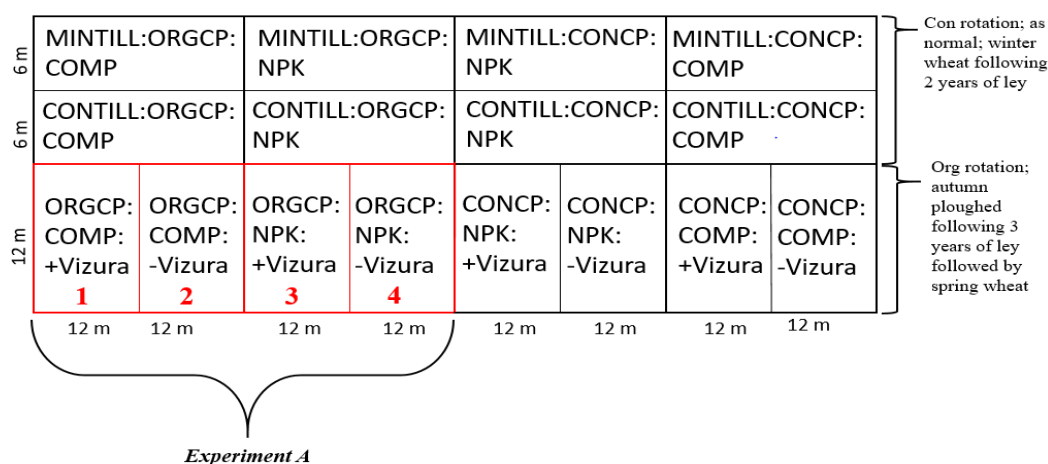 6 m
MINTILL:ORGCP:
COMP
MINTILL:ORGCP:
NPK
MINTILL:CONCP:
NPK
MINTILL:CONCP:
COMP
Con rotation; as
normal; winter
wheat following
2 years of ley
6 m
CONTILL:ORGCP:
COMP
CONTILL:ORGCP:
NPK
CONTILL:CONCP:
NPK
CONTILL:CONCP:
COMP
12 m
ORGCP:
COMP:
+Vizura
1
ORGCP:
COMP:
-Vizura
2
ORGCP:
NPK:
+Vizura
3
ORGCP:
NPK:
-Vizura
4
CONCP:
NPK:
+Vizura
CONCP:
NPK:
-Vizura
CONCP:
COMP:
+Vizura
CONCP:
COMP:
-Vizura
Org rotation;
autumn
ploughed
following 3
years of ley
followed by
spring wheat
12 m 12 m 12 m 12 m 12 m 12 m 12 m 12 m
Experiment A